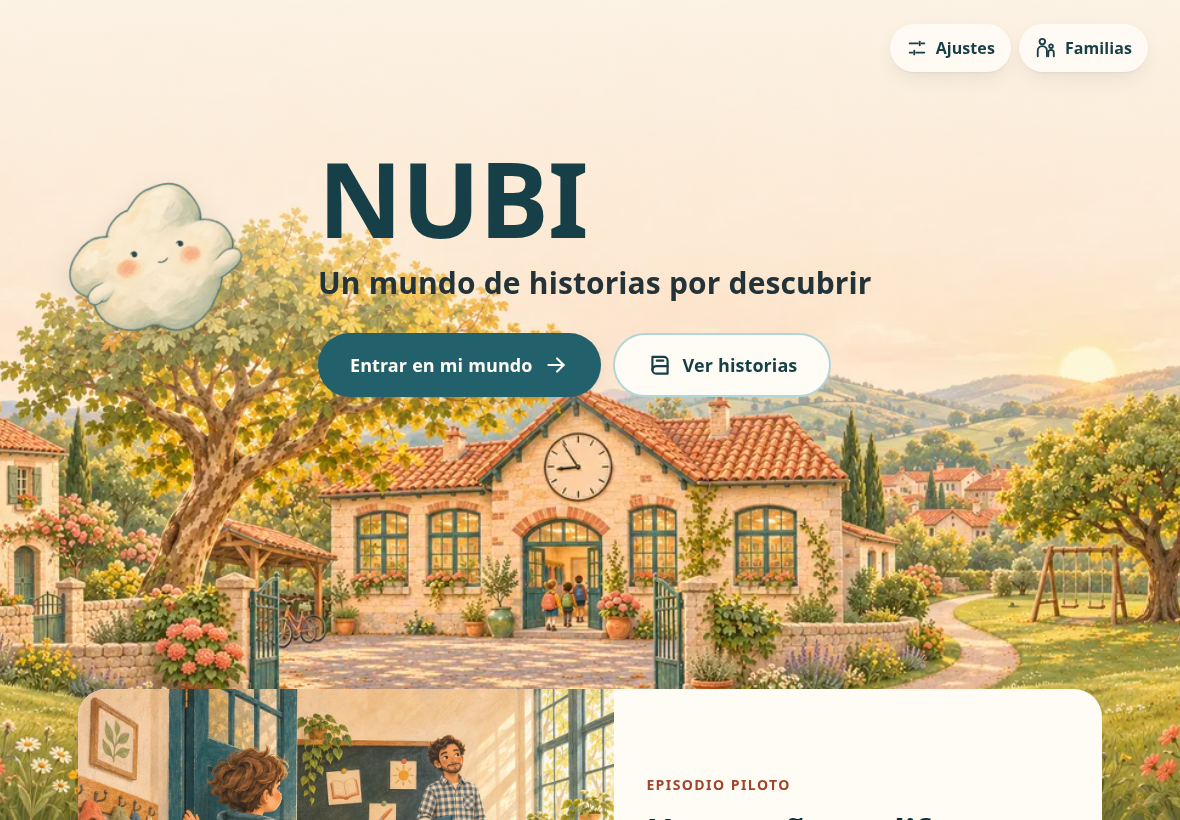 Ajustes
Familias
NUBI
Un mundo de historias por descubrir
Entrar en mi mundo
Ver historias
EPISODIO PILOTO